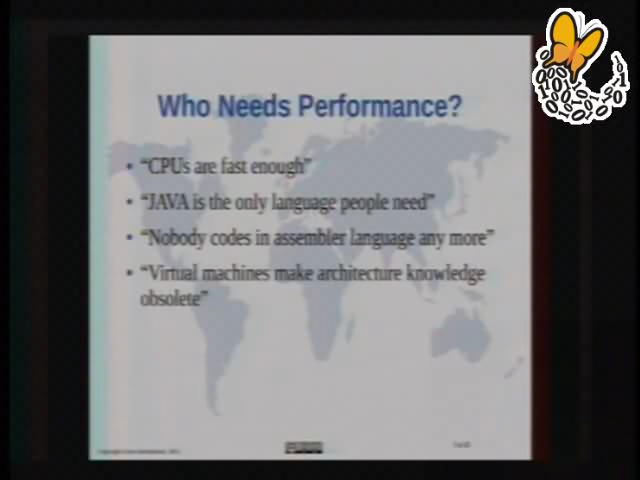 Who Needs Performance?
• “CPUs are fast enough”
• “JAVA is the only language people need”
• “Nobody codes in assembler language any more”
• “Virtual machines make architecture knowledge
obsolete”